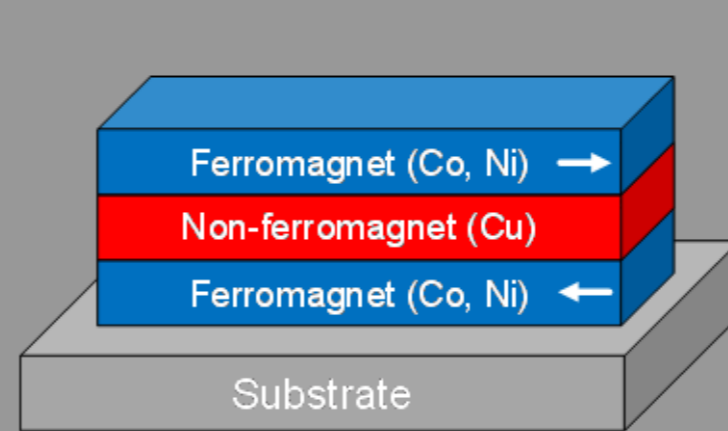 Ferromagnet (Co, Ni)
Non-ferromagnet (Cu)
Ferromagnet (Co, Ni)
Substrate